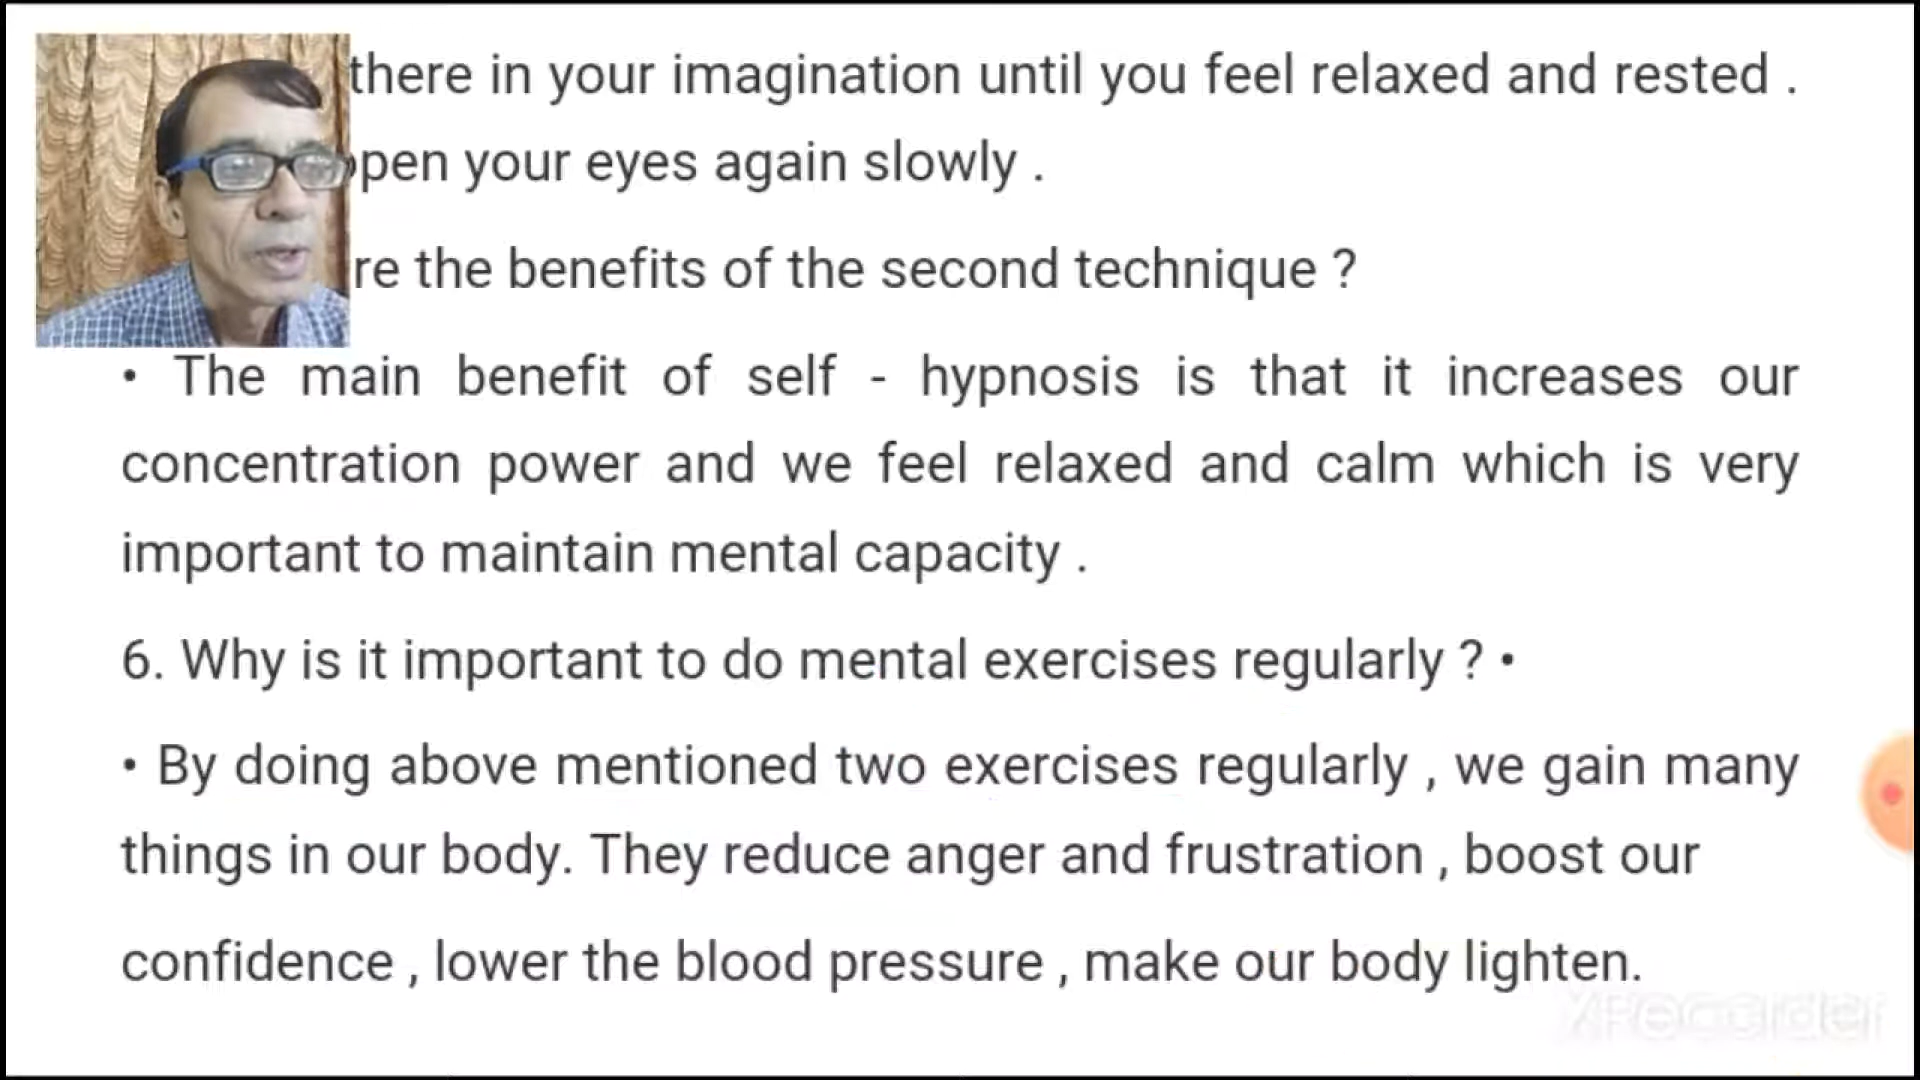 there in your imagination until you feel relaxed and rested .
pen your eyes again slowly .
re the benefits of the second technique ?
• The main benefit of self - hypnosis is that it increases our
concentration power and we feel relaxed and calm which is very
important to maintain mental capacity .
6. Why is it important to do mental exercises regularly ? •
• By doing above mentioned two exercises regularly , we gain many
things in our body. They reduce anger and frustration , boost our
confidence , lower the blood pressure , make our body lighten.
XRecorder